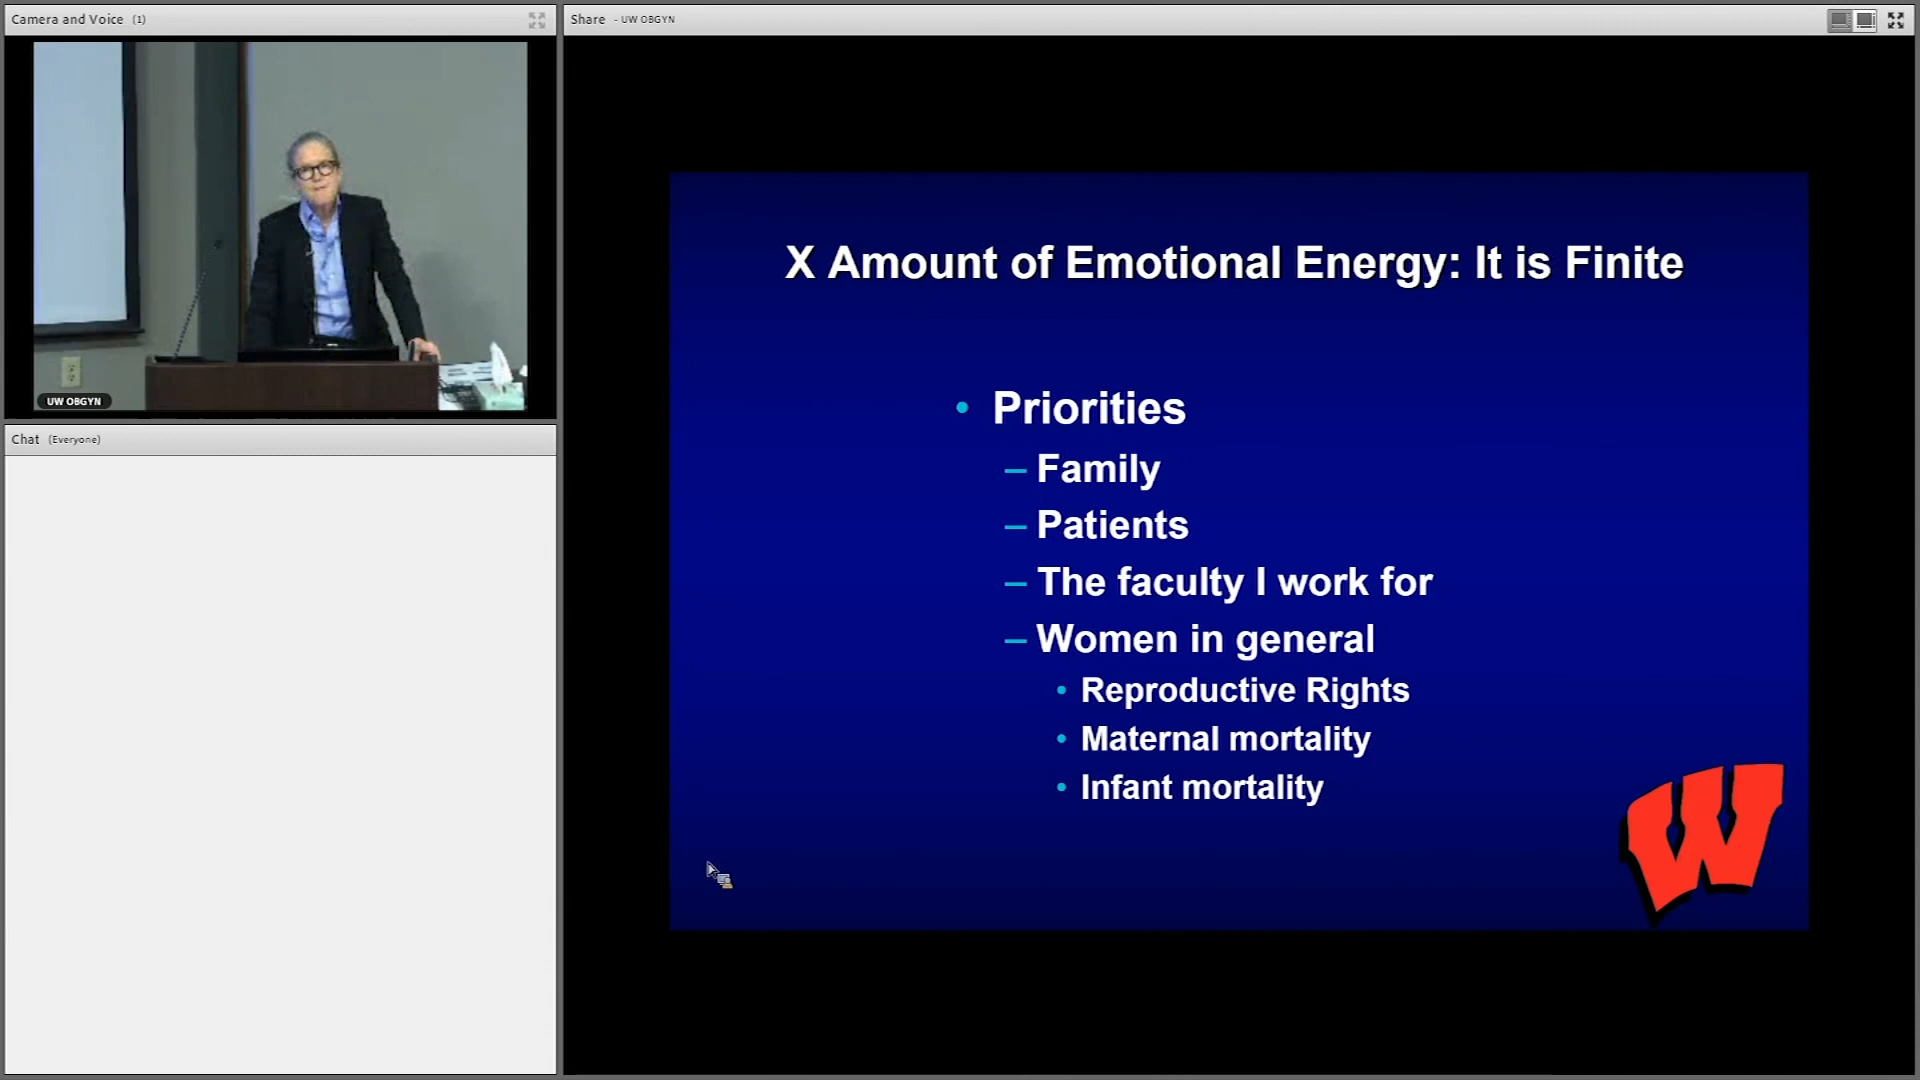 Camera and Voice (1)
UW OBGYN
Chat (Everyone)
Share - UW OBGYN
X Amount of Emotional Energy: It is Finite
• Priorities
– Family
– Patients
– The faculty I work for
– Women in general
• Reproductive Rights
• Maternal mortality
• Infant mortality
W